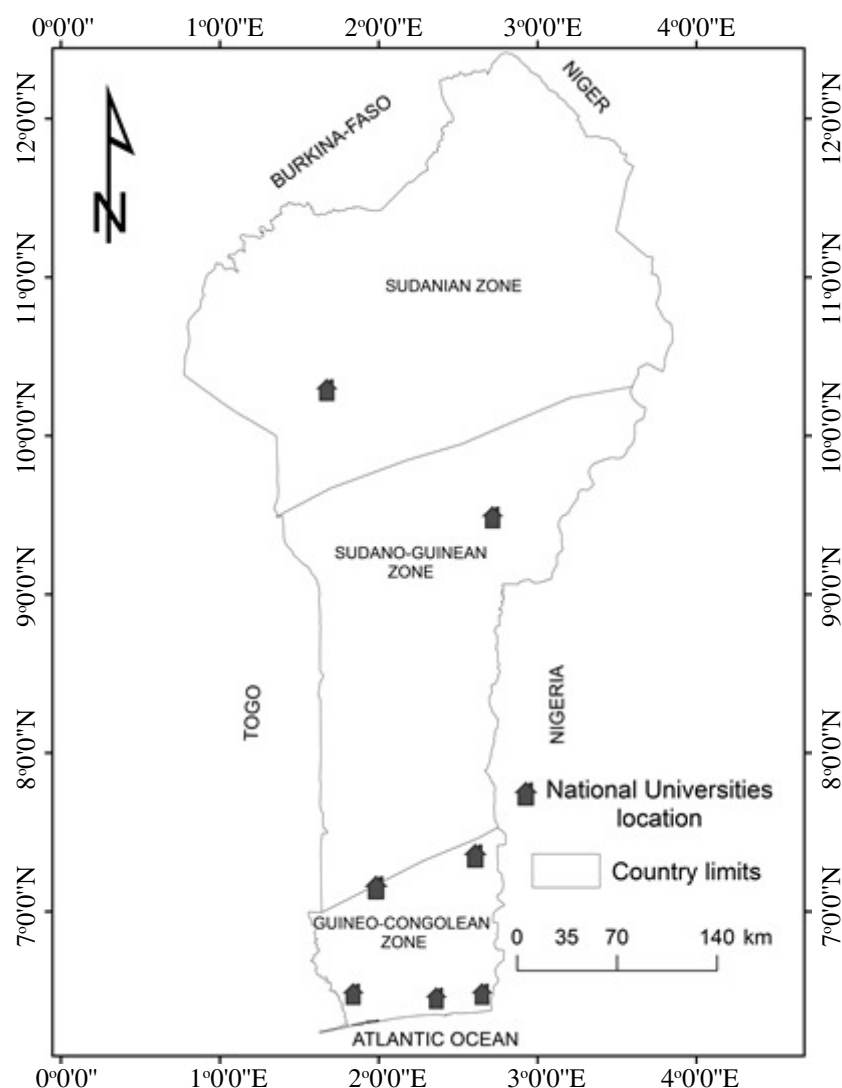 0°0'0" 1°0'0"E 2°0'0"E 3°0'0"E 4°0'0"E
12°0'0"N
11°0'0"N
10°0'0"N
9°0'0"N
8°0'0"N
7°0'0"N
N
BURKINA-FASO
NIGER
SUDANIAN ZONE
SUDANO-GUINEAN
ZONE
TOGO
NIGERIA
National Universities
location
Country limits
GUINEO-CONGOLEAN
ZONE
0 35 70 140 km
ATLANTIC OCEAN
12°0'0"N
11°0'0"N
10°0'0"N
9°0'0"N
8°0'0"N
7°0'0"N
0°0'0" 1°0'0"E 2°0'0"E 3°0'0"E 4°0'0"E